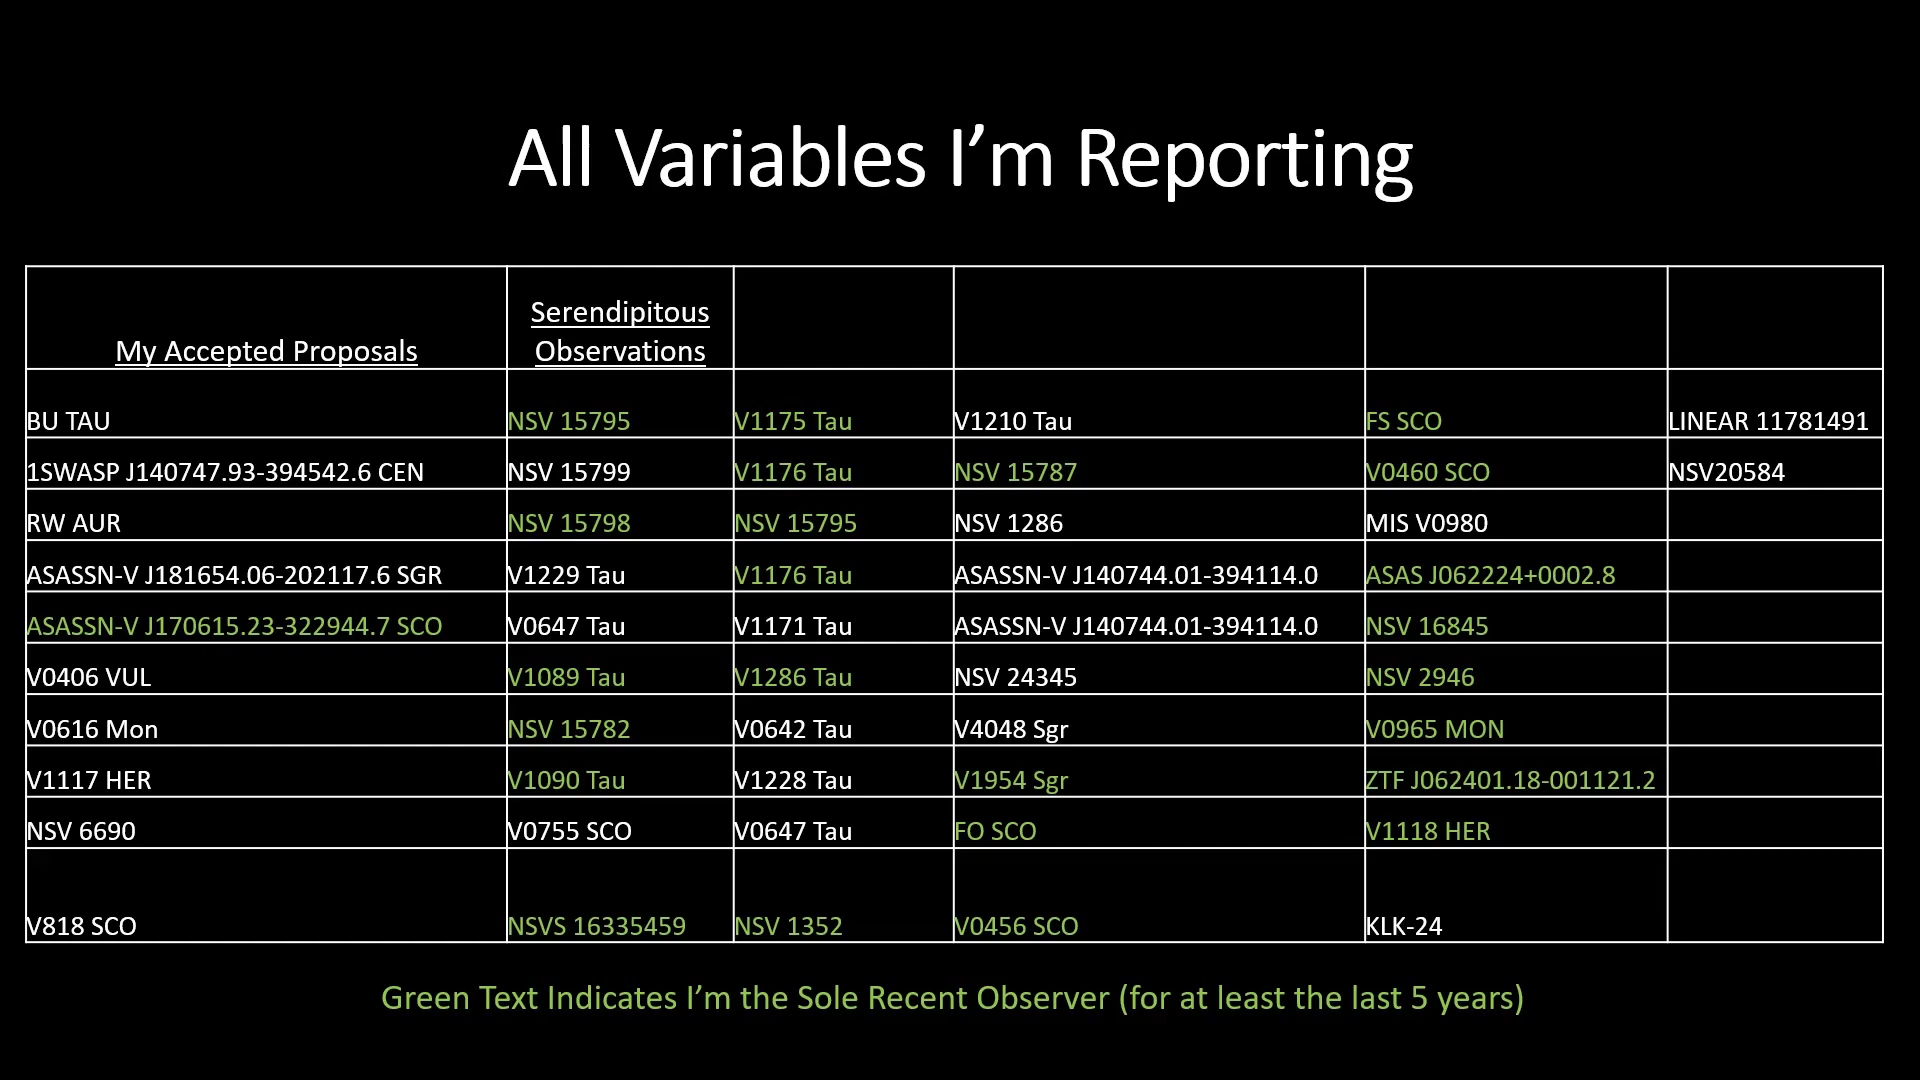 All Variables I’m Reporting
My Accepted Proposals
Serendipitous
Observations
BU TAU NSV 15795 V1175 Tau V1210 Tau FS SCO LINEAR 11781491
1SWASP J140747.93-394542.6 CEN NSV 15799 V1176 Tau NSV 15787 V0460 SCO NSV20584
RW AUR NSV 15798 NSV 15795 NSV 1286 MIS V0980
ASASSN-V J181654.06-202117.6 SGR V1229 Tau V1176 Tau ASASSN-V J140744.01-394114.0 ASAS J062224+0002.8
ASASSN-V J170615.23-322944.7 SCO V0647 Tau V1171 Tau ASASSN-V J140744.01-394114.0 NSV 16845
V0406 VUL V1089 Tau V1286 Tau NSV 24345 NSV 2946
V0616 Mon NSV 15782 V0642 Tau V4048 Sgr V0965 MON
V1117 HER V1090 Tau V1228 Tau V1954 Sgr ZTF J062401.18-001121.2
NSV 6690 V0755 SCO V0647 Tau FO SCO V1118 HER
V818 SCO NSVS 16335459 NSV 1352 V0456 SCO KLK-24
Green Text Indicates I’m the Sole Recent Observer (for at least the last 5 years)